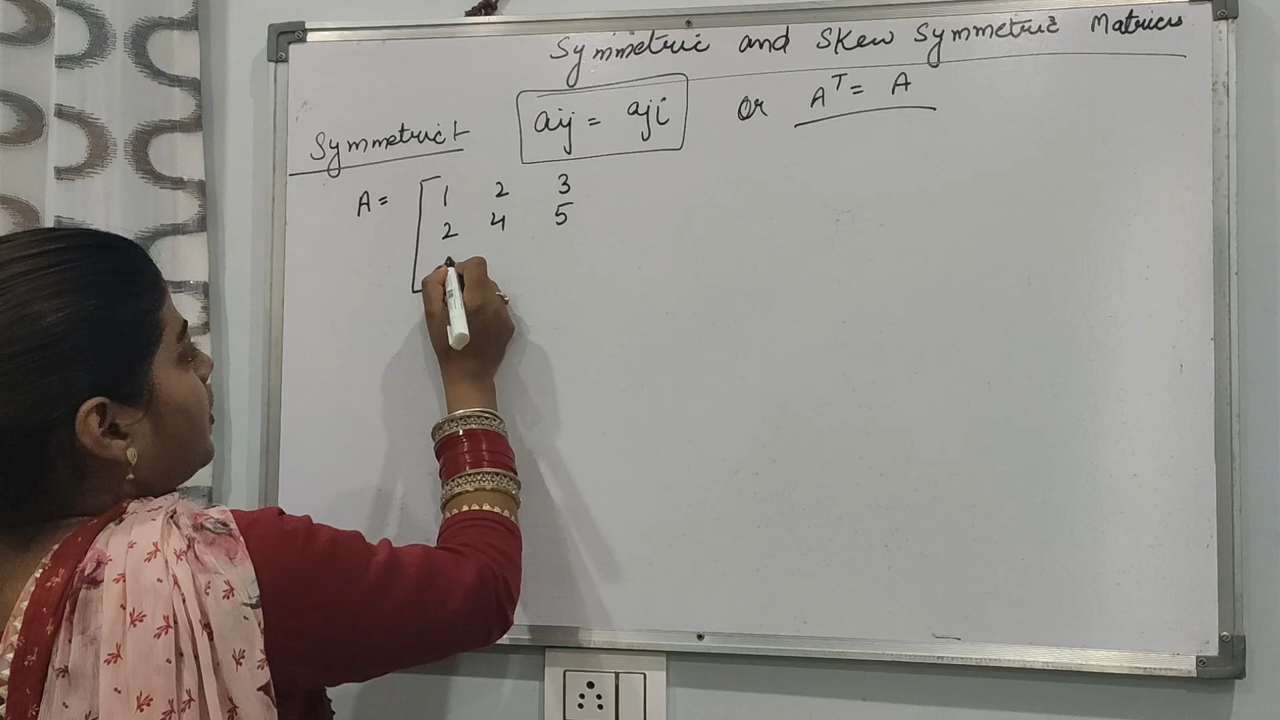 Symmetric and Skew Symmetric Matrices
Symmetric :- aij = aji or Aᵀ = A
A = [ 1 2 3
2 4 5